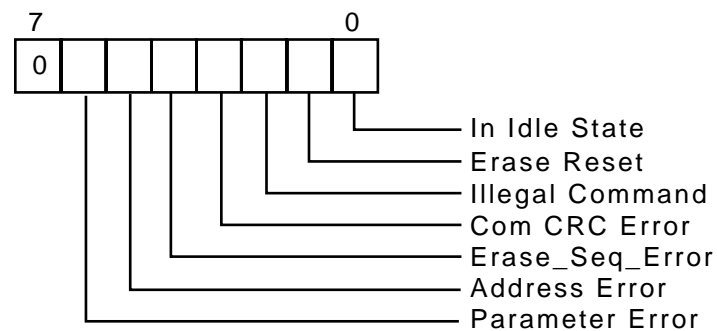 7 0
0
In Idle State
Erase Reset
Illegal Command
Com CRC Error
Erase_Seq_Error
Address Error
Parameter Error